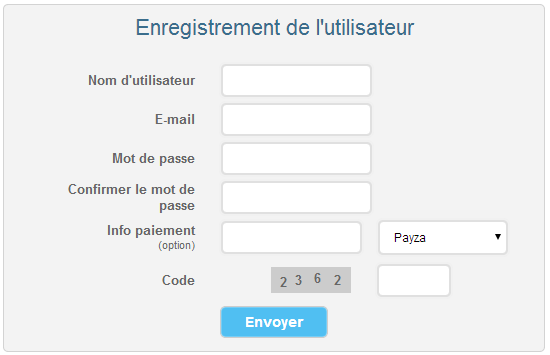 Enregistrement de l'utilisateur
Nom d'utilisateur
E-mail
Mot de passe
Confirmer le mot de
passe
Info paiement
(option)
Payza
Code
2 3 6 2
Envoyer